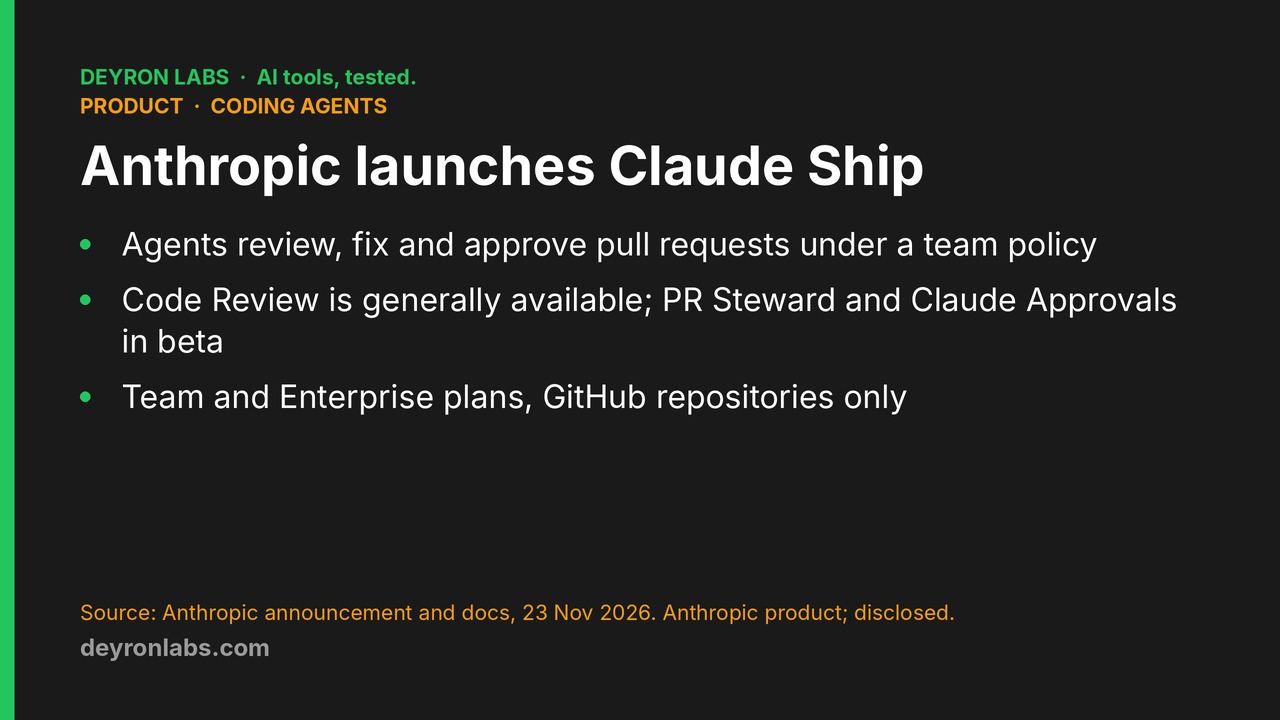 DEYRON LABS · AI tools, tested.
PRODUCT · CODING AGENTS
Anthropic launches Claude Ship
• Agents review, fix and approve pull requests under a team policy
• Code Review is generally available; PR Steward and Claude Approvals
in beta
• Team and Enterprise plans, GitHub repositories only
Source: Anthropic announcement and docs, 23 Nov 2026. Anthropic product; disclosed.
deyronlabs.com